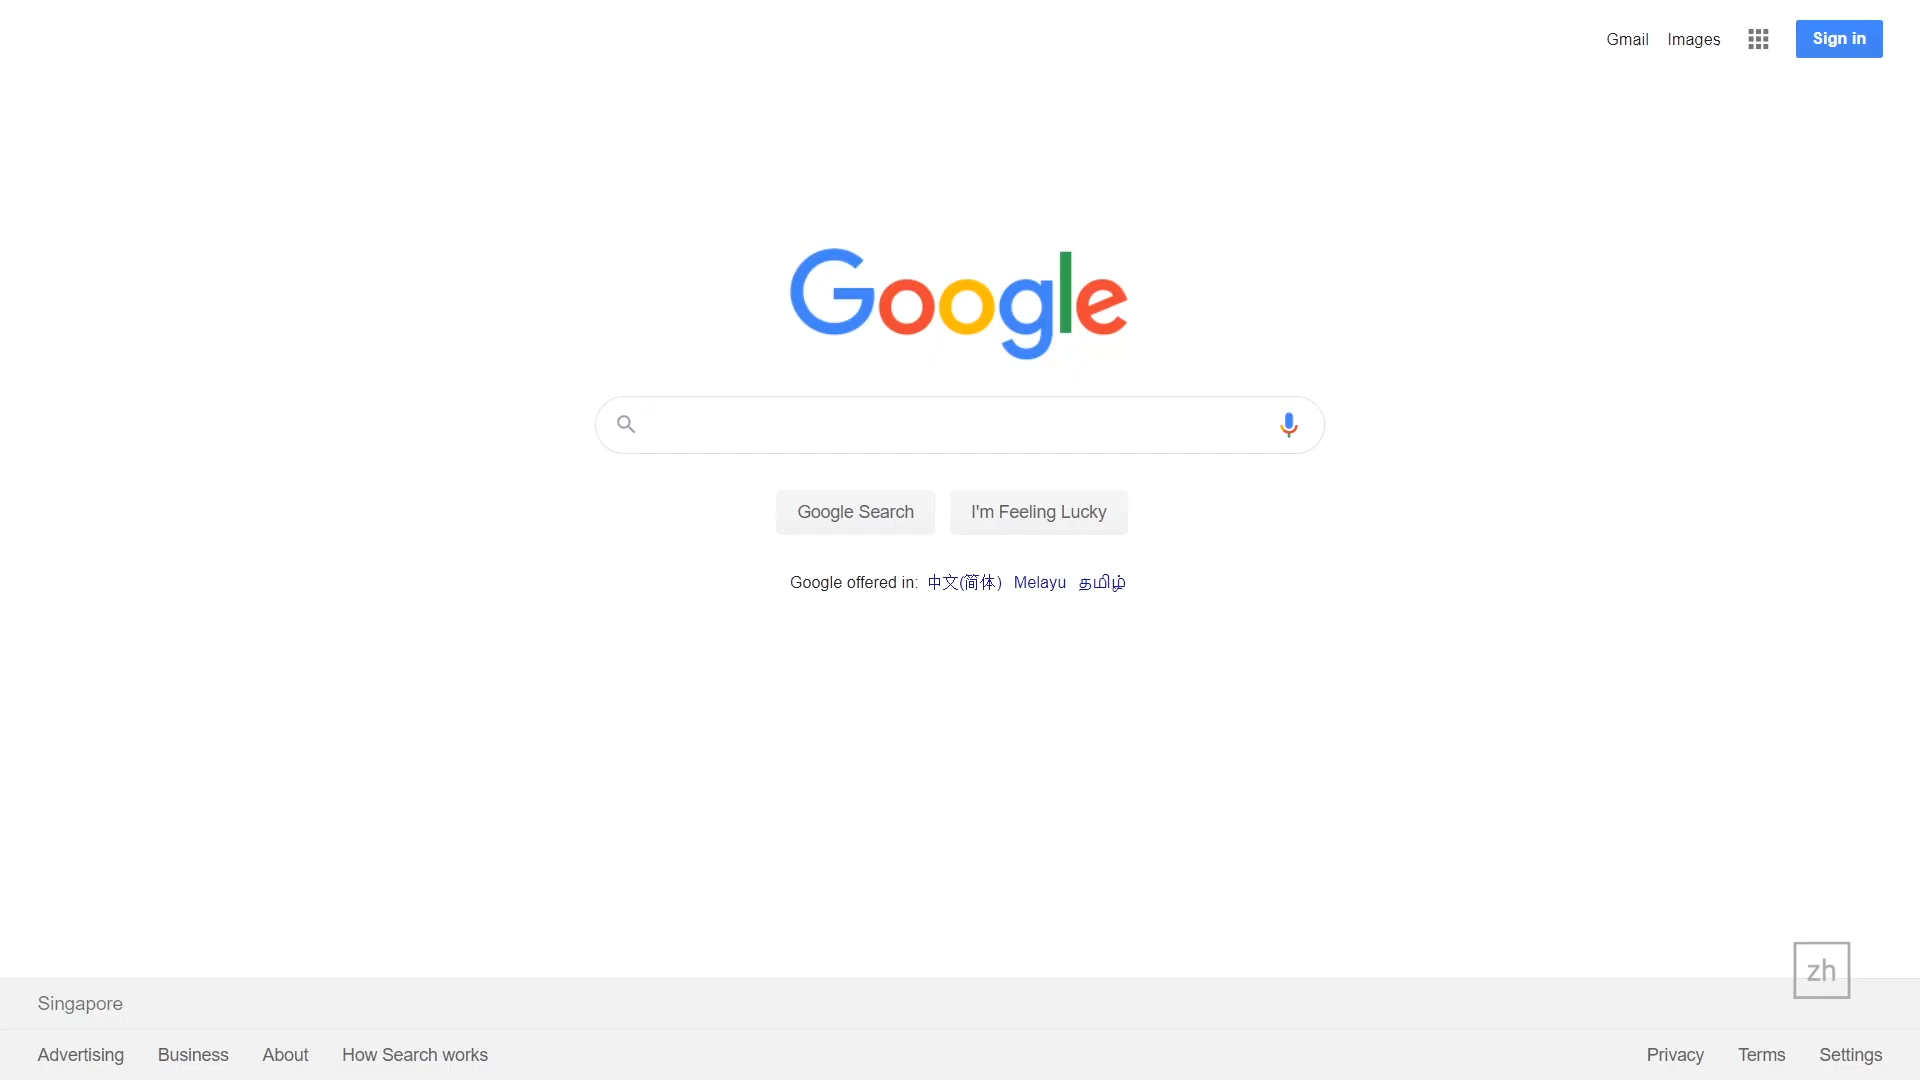 Gmail Images Sign in
Google
Google Search I'm Feeling Lucky
Google offered in: 中文(简体) Melayu தமிழ்
zh
Singapore
Advertising Business About How Search works Privacy Terms Settings